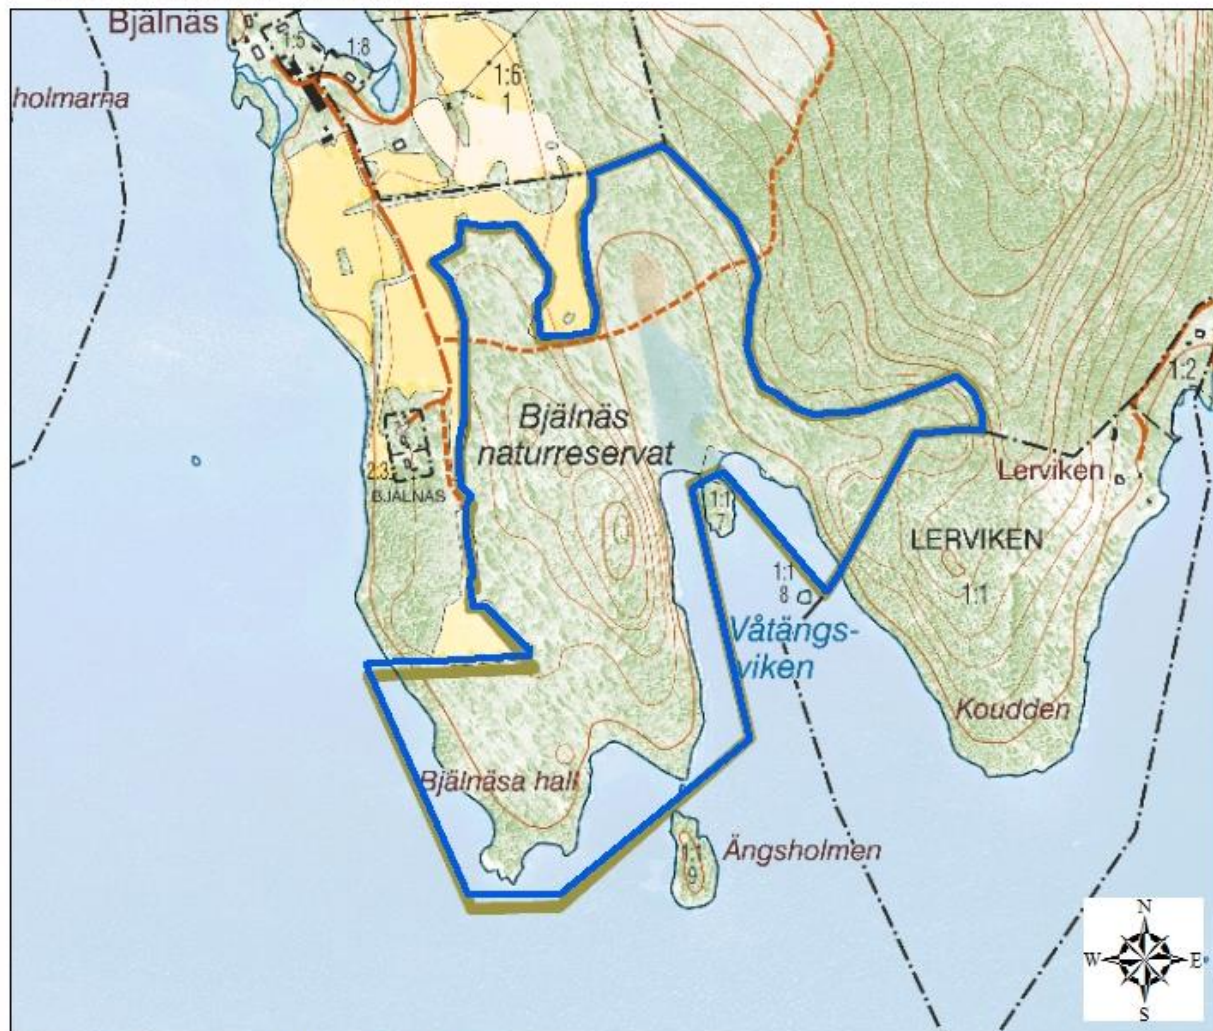 Bjälnäs
1:5
1:8
1:6
1
holmarna
1:2
Bjälnäs
naturreservat
Lerviken
2:3
BJÄLNÄS
1:1
7
LERVIKEN
1:1
1:1
8
Våtängs-
viken
Koudden
Bjälnäsa hall
Ängsholmen
1:1
9
N
W
E
S